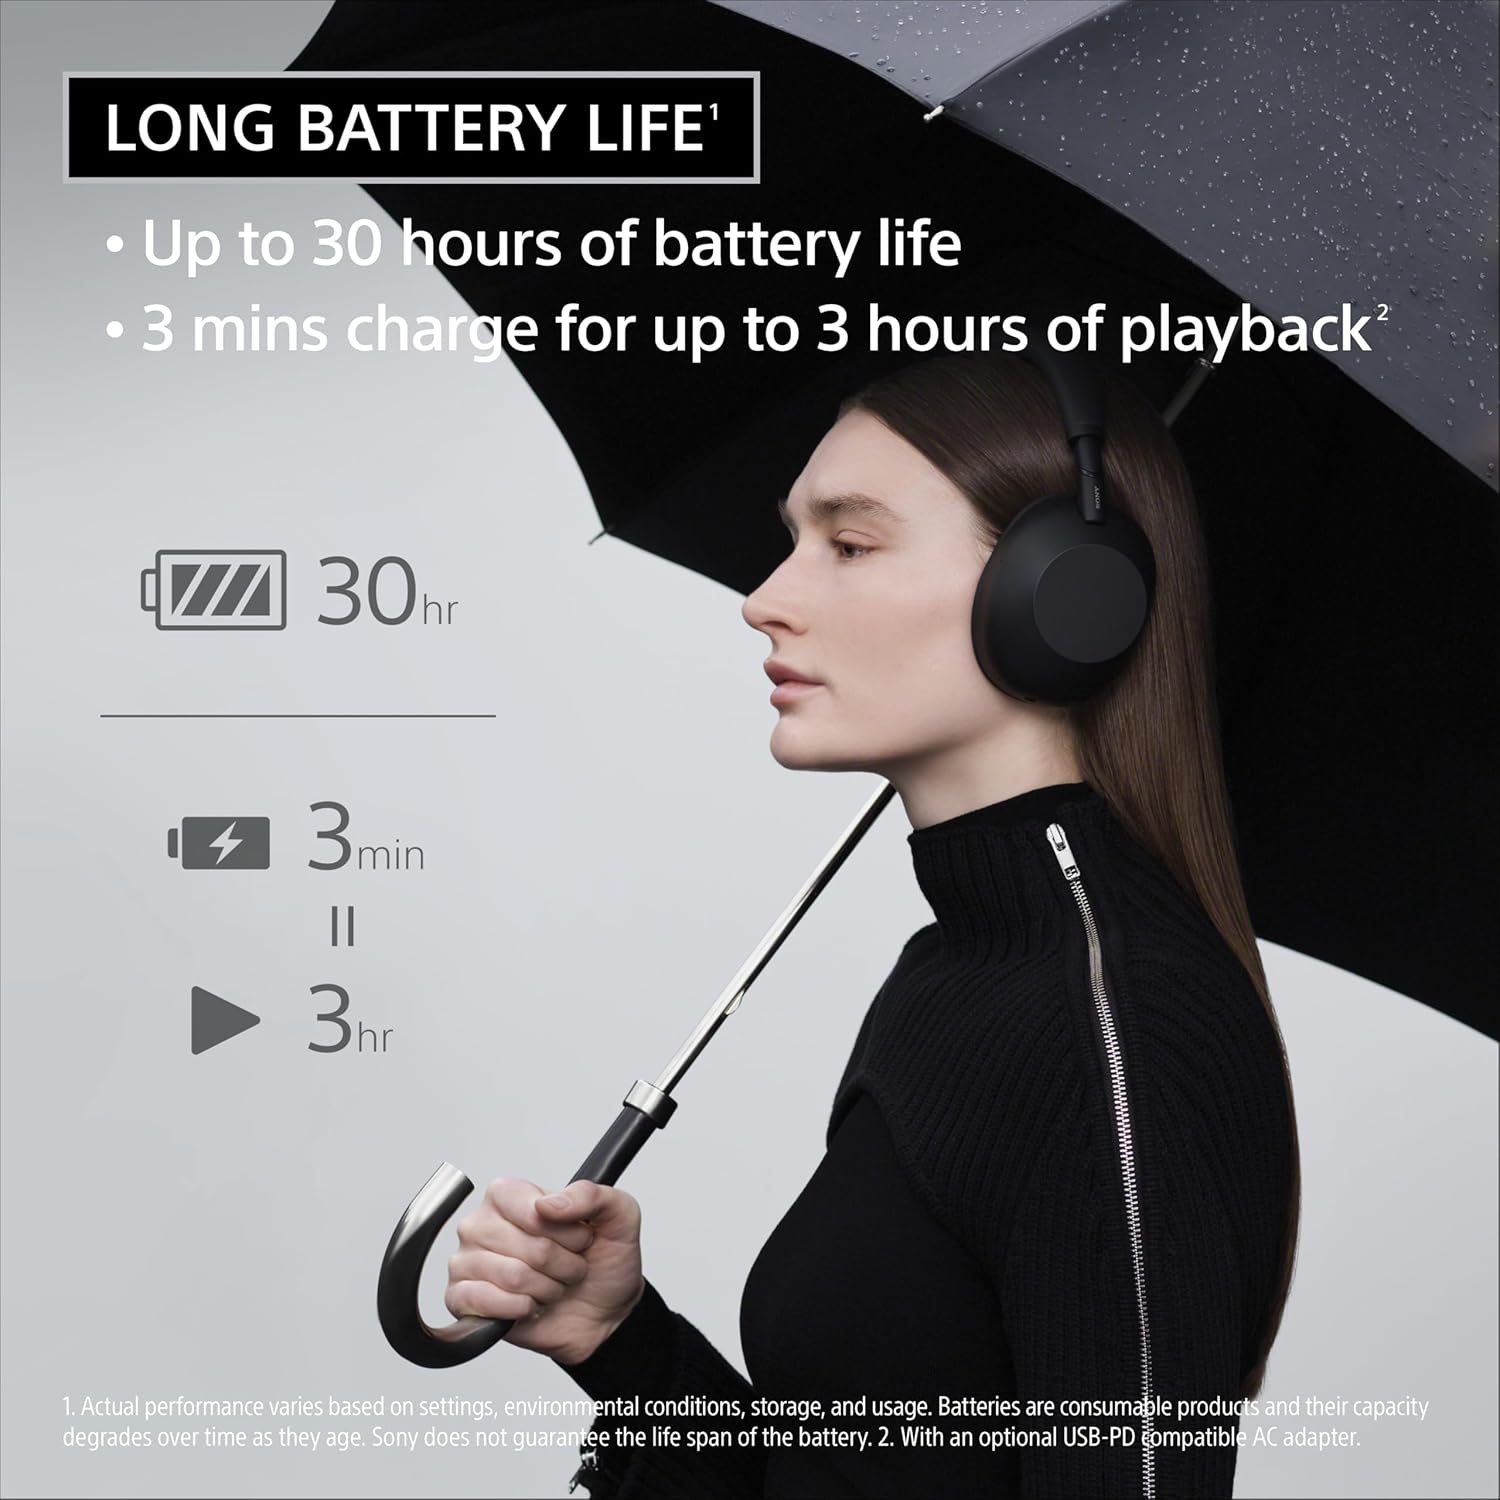 LONG BATTERY LIFE¹
• Up to 30 hours of battery life
• 3 mins charge for up to 3 hours of playback²
SONY
30hr
3min
=
3hr
1. Actual performance varies based on settings, environmental conditions, storage, and usage. Batteries are consumable products and their capacity
degrades over time as they age. Sony does not guarantee the life span of the battery. 2. With an optional USB-PD compatible AC adapter.